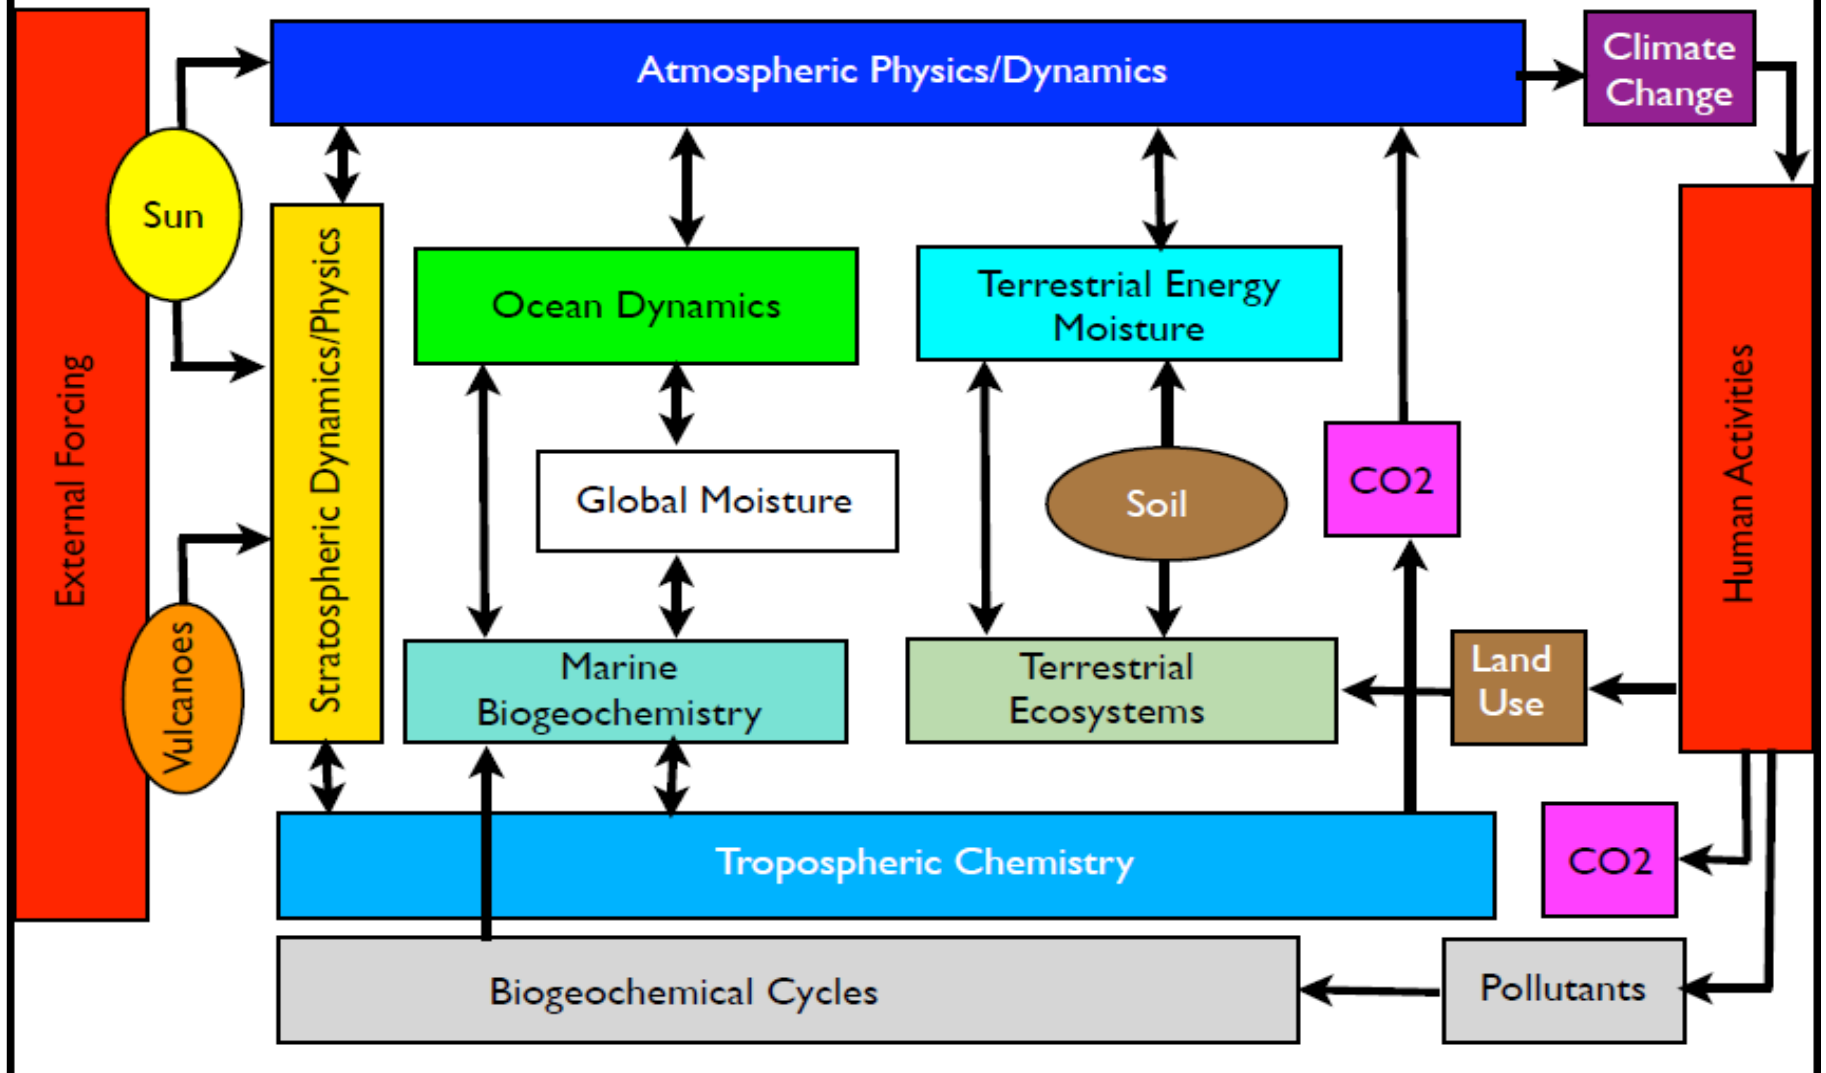 Atmospheric Physics/Dynamics
Climate
Change
Sun
External Forcing
Vulcanoes
Stratospheric Dynamics/Physics
Ocean Dynamics
Terrestrial Energy
Moisture
Global Moisture
Soil
CO2
Human Activities
Marine
Biogeochemistry
Terrestrial
Ecosystems
Land
Use
Tropospheric Chemistry
CO2
Biogeochemical Cycles
Pollutants